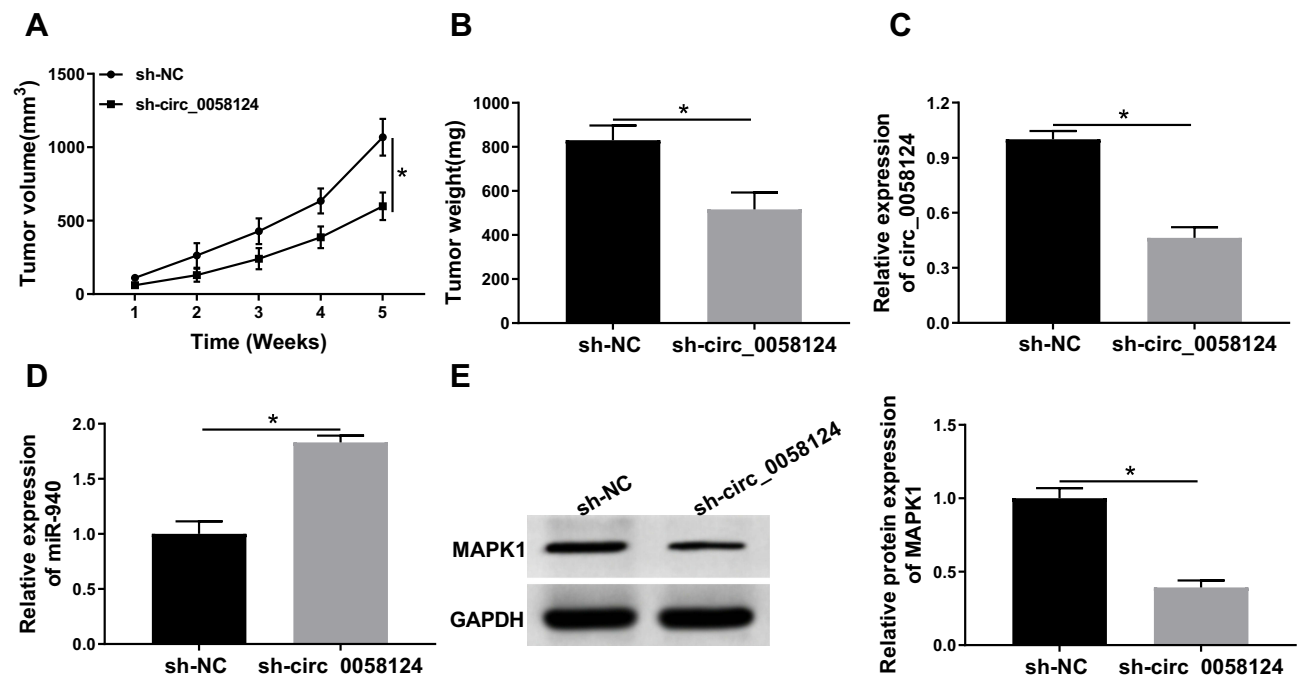 A
Tumor volume(mm3)
1500
1000
500
0
sh-NC
sh-circ_0058124
*
1 2 3 4 5
Time (Weeks)
B
Tumor weight(mg)
1000
800
600
400
200
0
*
sh-NC sh-circ_0058124
C
Relative expression
of circ_0058124
1.2
0.9
0.6
0.3
0.0
*
sh-NC sh-circ_0058124
D
Relative expression
of miR-940
2.0
1.5
1.0
0.5
0.0
*
sh-NC sh-circ_0058124
E
sh-NC sh-circ_0058124
MAPK1
GAPDH
Relative protein expression
of MAPK1
1.5
1.0
0.5
0.0
*
sh-NC sh-circ_0058124